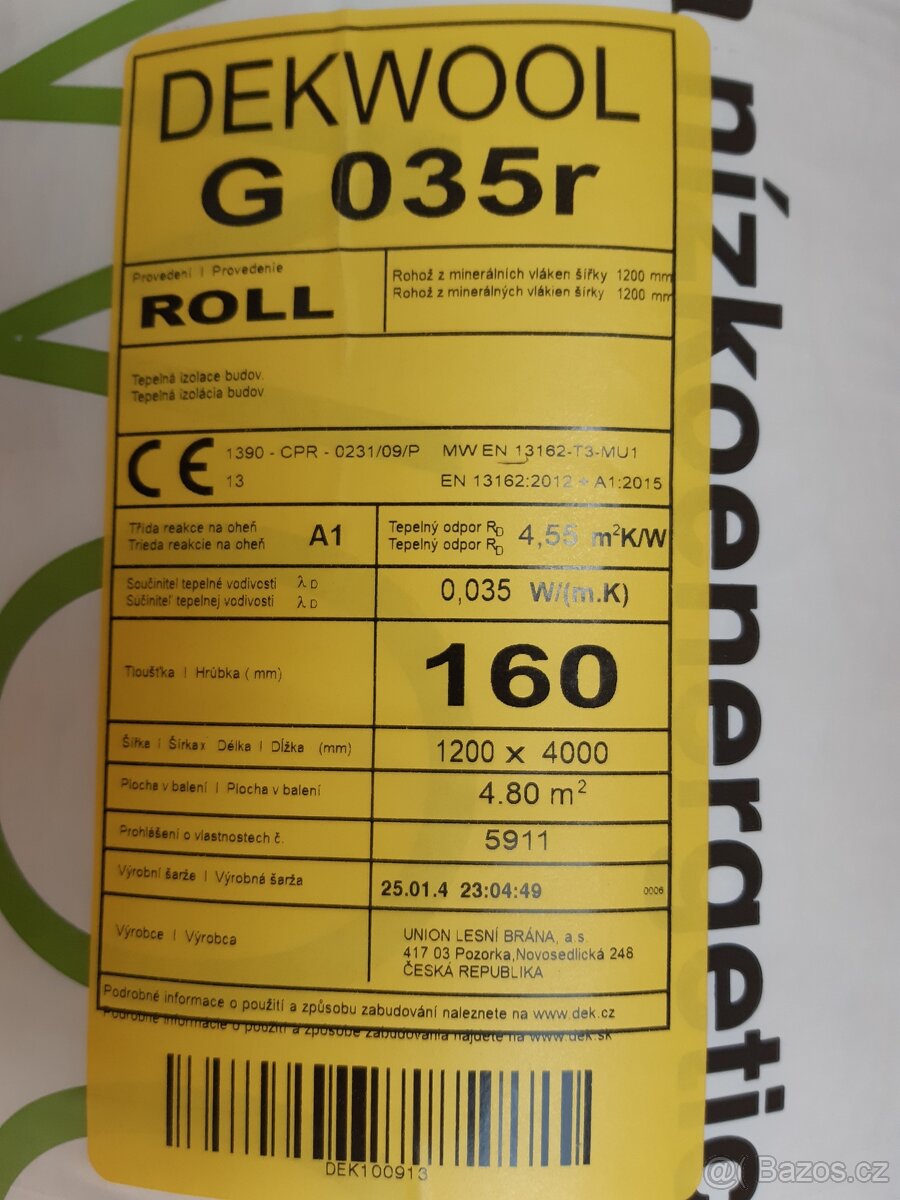 DEKWOOL
G 035r
Provedení | Provedenie
ROLL
Rohož z minerálních vláken šířky 1200 mm
Rohož z minerálných vlákien šírky 1200 mm
Tepelná izolace budov.
Tepelná izolácia budov
CE
1390 - CPR - 0231/09/P
13
MW EN 13162-T3-MU1
EN 13162:2012 + A1:2015
Třída reakce na oheň
Trieda reakcie na oheň
A1
Tepelný odpor RD
Tepelný odpor RD
4,55 m²K/W
Součinitel tepelné vodivosti λ D
Súčiniteľ tepelnej vodivosti λ D
0,035 W/(m.K)
Tloušťka | Hrúbka ( mm)
160
Šířka | Šírka x Délka | Dĺžka (mm)
1200 x 4000
Plocha v balení | Plocha v balení
4.80 m²
Prohlášení o vlastnostech č.
5911
Výrobní šarže | Výrobná šarža
25.01.4 23:04:49
0006
Výrobce | Výrobca
UNION LESNÍ BRÁNA, a.s.
417 03 Pozorka,Novosedlická 248
ČESKÁ REPUBLIKA
Podrobné informace o použití a způsobu zabudování naleznete na www.dek.cz
Podrobné informácie o použití a spôsobe zabudovania nájdete na www.dek.sk
DEK100913
nízkoenergetic
@ Bazos.cz